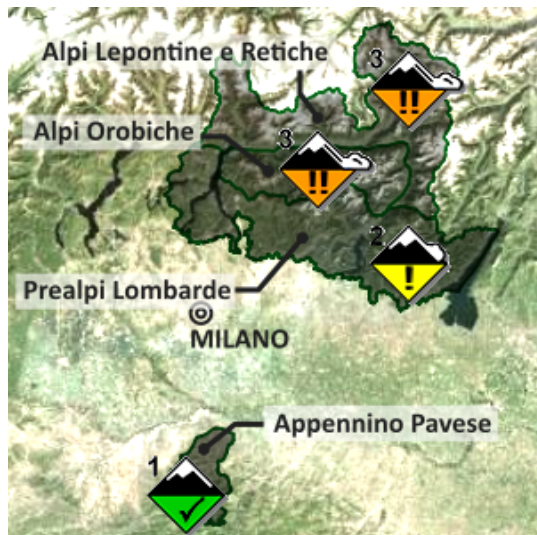 Alpi Lepontine e Retiche
3
!!
Alpi Orobiche
3
!!
2
!
Prealpi Lombarde
MILANO
Appennino Pavese
1